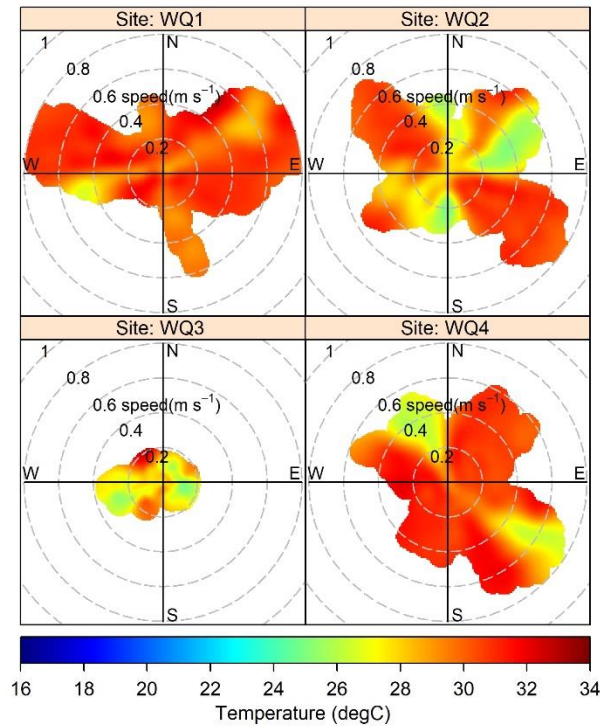 Site: WQ1
Site: WQ2
1
N
0.8
0.6 speed(m s⁻¹)
0.4
0.2
W
E
S
1
N
0.8
0.6 speed(m s⁻¹)
0.4
0.2
W
E
S
Site: WQ3
Site: WQ4
1
N
0.8
0.6 speed(m s⁻¹)
0.4
0.2
W
E
S
1
N
0.8
0.6 speed(m s⁻¹)
0.4
0.2
W
E
S
16 18 20 22 24 26 28 30 32 34
Temperature (degC)